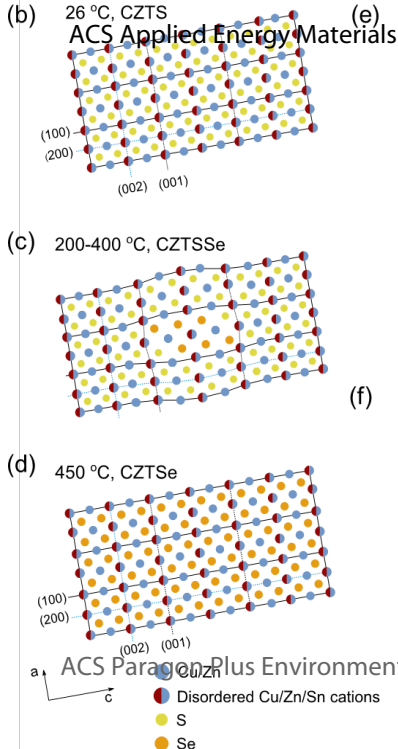 (b) 26 °C, CZTS (e)
ACS Applied Energy Materials
(100)
(200)
(002) (001)
(c) 200-400 °C, CZTSSe
(f)
(d) 450 °C, CZTSe
(100)
(200)
(002) (001)
ACS Paragon Plus Environment
a
c
Cu/Zn
Disordered Cu/Zn/Sn cations
S
Se